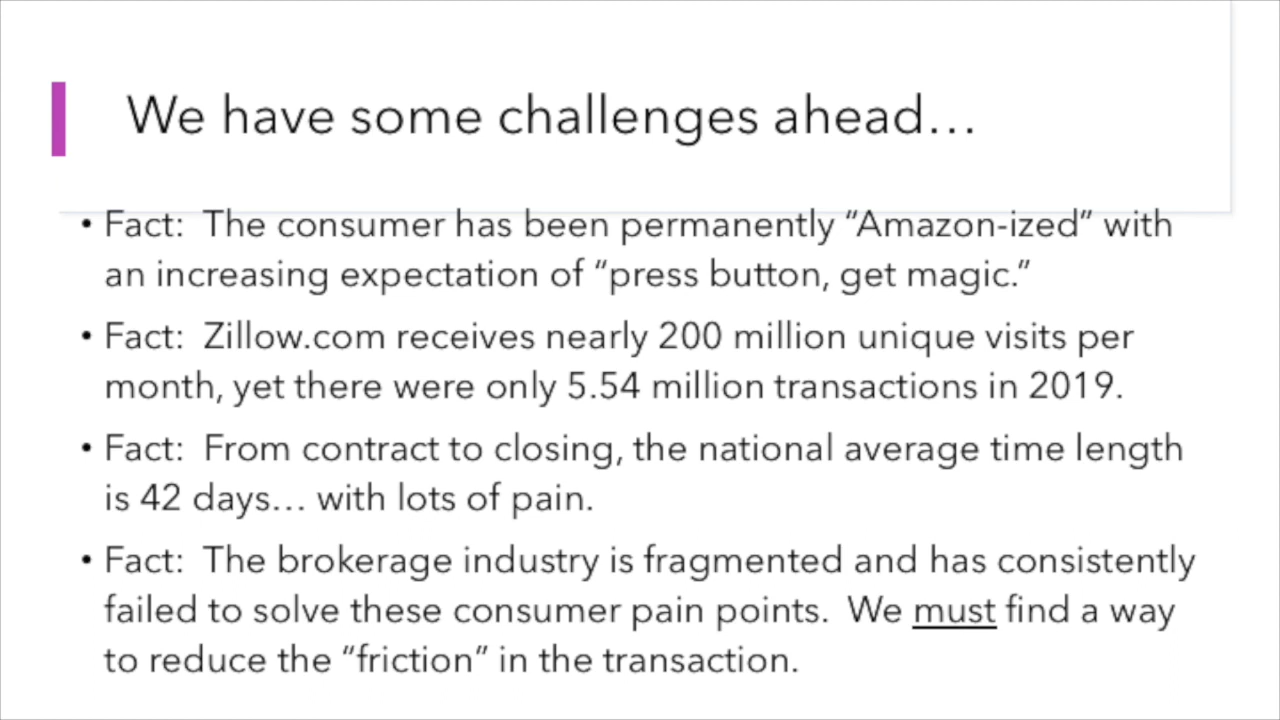 We have some challenges ahead…
• Fact:  The consumer has been permanently “Amazon-ized” with
an increasing expectation of “press button, get magic.”
• Fact:  Zillow.com receives nearly 200 million unique visits per
month, yet there were only 5.54 million transactions in 2019.
• Fact:  From contract to closing, the national average time length
is 42 days… with lots of pain.
• Fact:  The brokerage industry is fragmented and has consistently
failed to solve these consumer pain points.  We must find a way
to reduce the “friction” in the transaction.